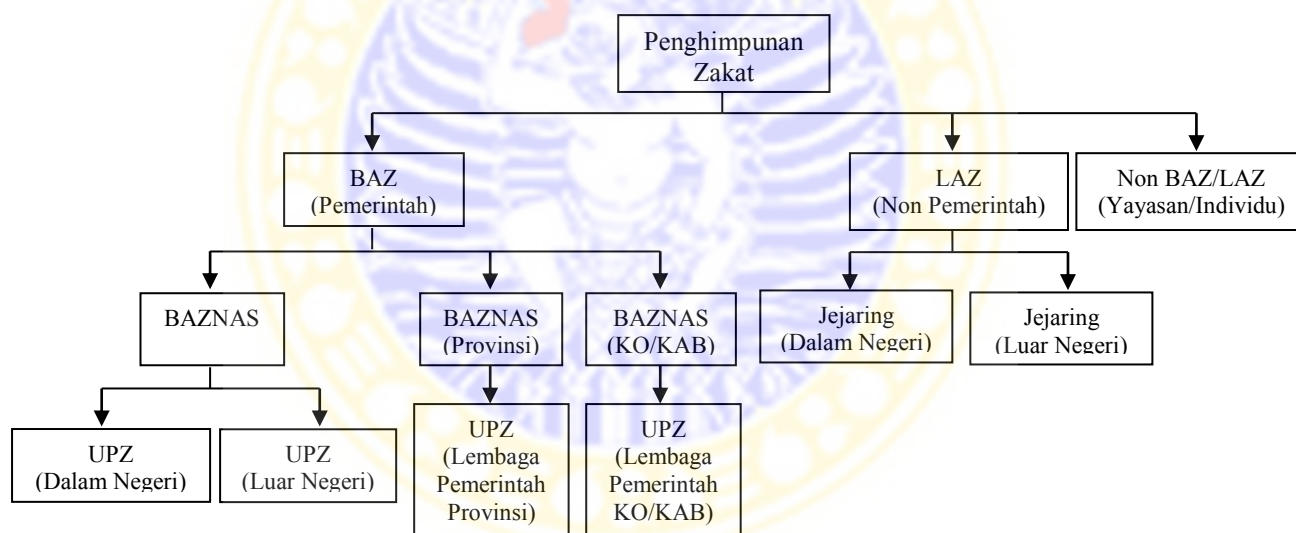 Penghimpunan
Zakat
BAZ
(Pemerintah)
LAZ
(Non Pemerintah)
Non BAZ/LAZ
(Yayasan/Individu)
BAZNAS
BAZNAS
(Provinsi)
BAZNAS
(KO/KAB)
Jejaring
(Dalam Negeri)
Jejaring
(Luar Negeri)
UPZ
(Dalam Negeri)
UPZ
(Luar Negeri)
UPZ
(Lembaga
Pemerintah
Provinsi)
UPZ
(Lembaga
Pemerintah
KO/KAB)